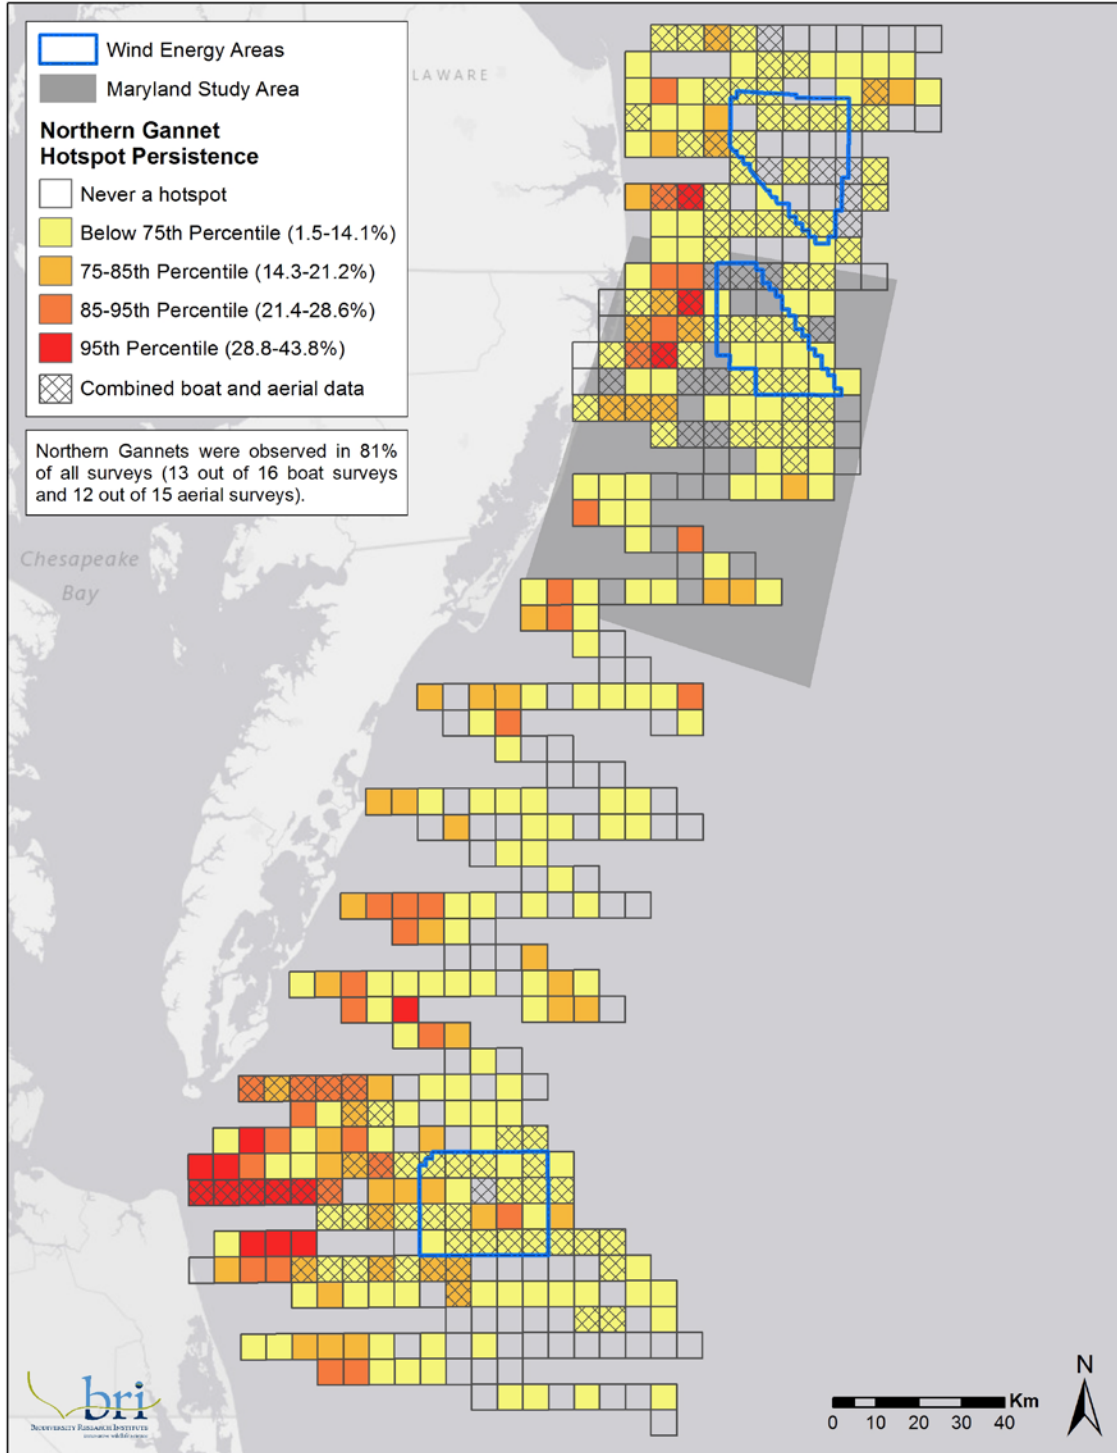 Wind Energy Areas
Maryland Study Area
Northern Gannet
Hotspot Persistence
Never a hotspot
Below 75th Percentile (1.5-14.1%)
75-85th Percentile (14.3-21.2%)
85-95th Percentile (21.4-28.6%)
95th Percentile (28.8-43.8%)
Combined boat and aerial data
Northern Gannets were observed in 81%
of all surveys (13 out of 16 boat surveys
and 12 out of 15 aerial surveys).
LAWARE
Chesapeake
Bay
bri
BIODIVERSITY RESEARCH INSTITUTE
N
Km
0 10 20 30 40